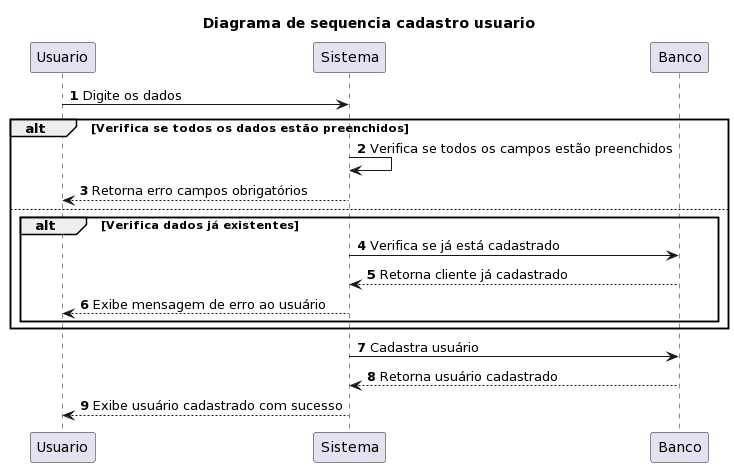 Diagrama de sequencia cadastro usuario
Usuario Sistema Banco
1 Digite os dados
alt [Verifica se todos os dados estão preenchidos]
2 Verifica se todos os campos estão preenchidos
3 Retorna erro campos obrigatórios
alt [Verifica dados já existentes]
4 Verifica se já está cadastrado
5 Retorna cliente já cadastrado
6 Exibe mensagem de erro ao usuário
7 Cadastra usuário
8 Retorna usuário cadastrado
9 Exibe usuário cadastrado com sucesso
Usuario Sistema Banco